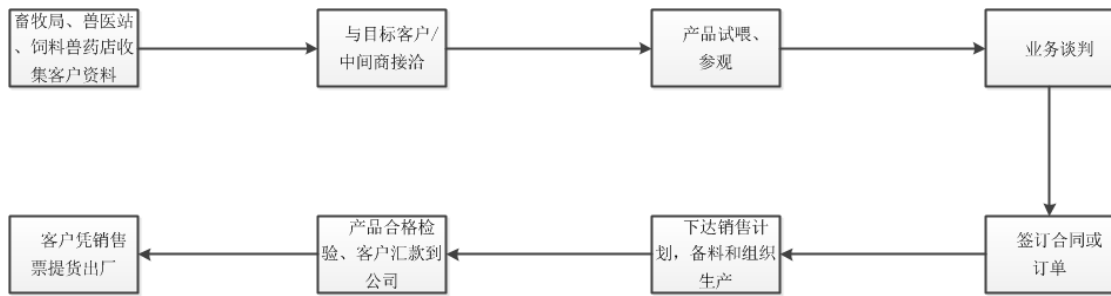 畜牧局、兽医站
、饲料兽药店收
集客户资料
与目标客户/
中间商接洽
产品试喂、
参观
业务谈判
签订合同或
订单
下达销售计
划，备料和组织
生产
产品合格检
验、客户汇款到
公司
客户凭销售
票提货出厂